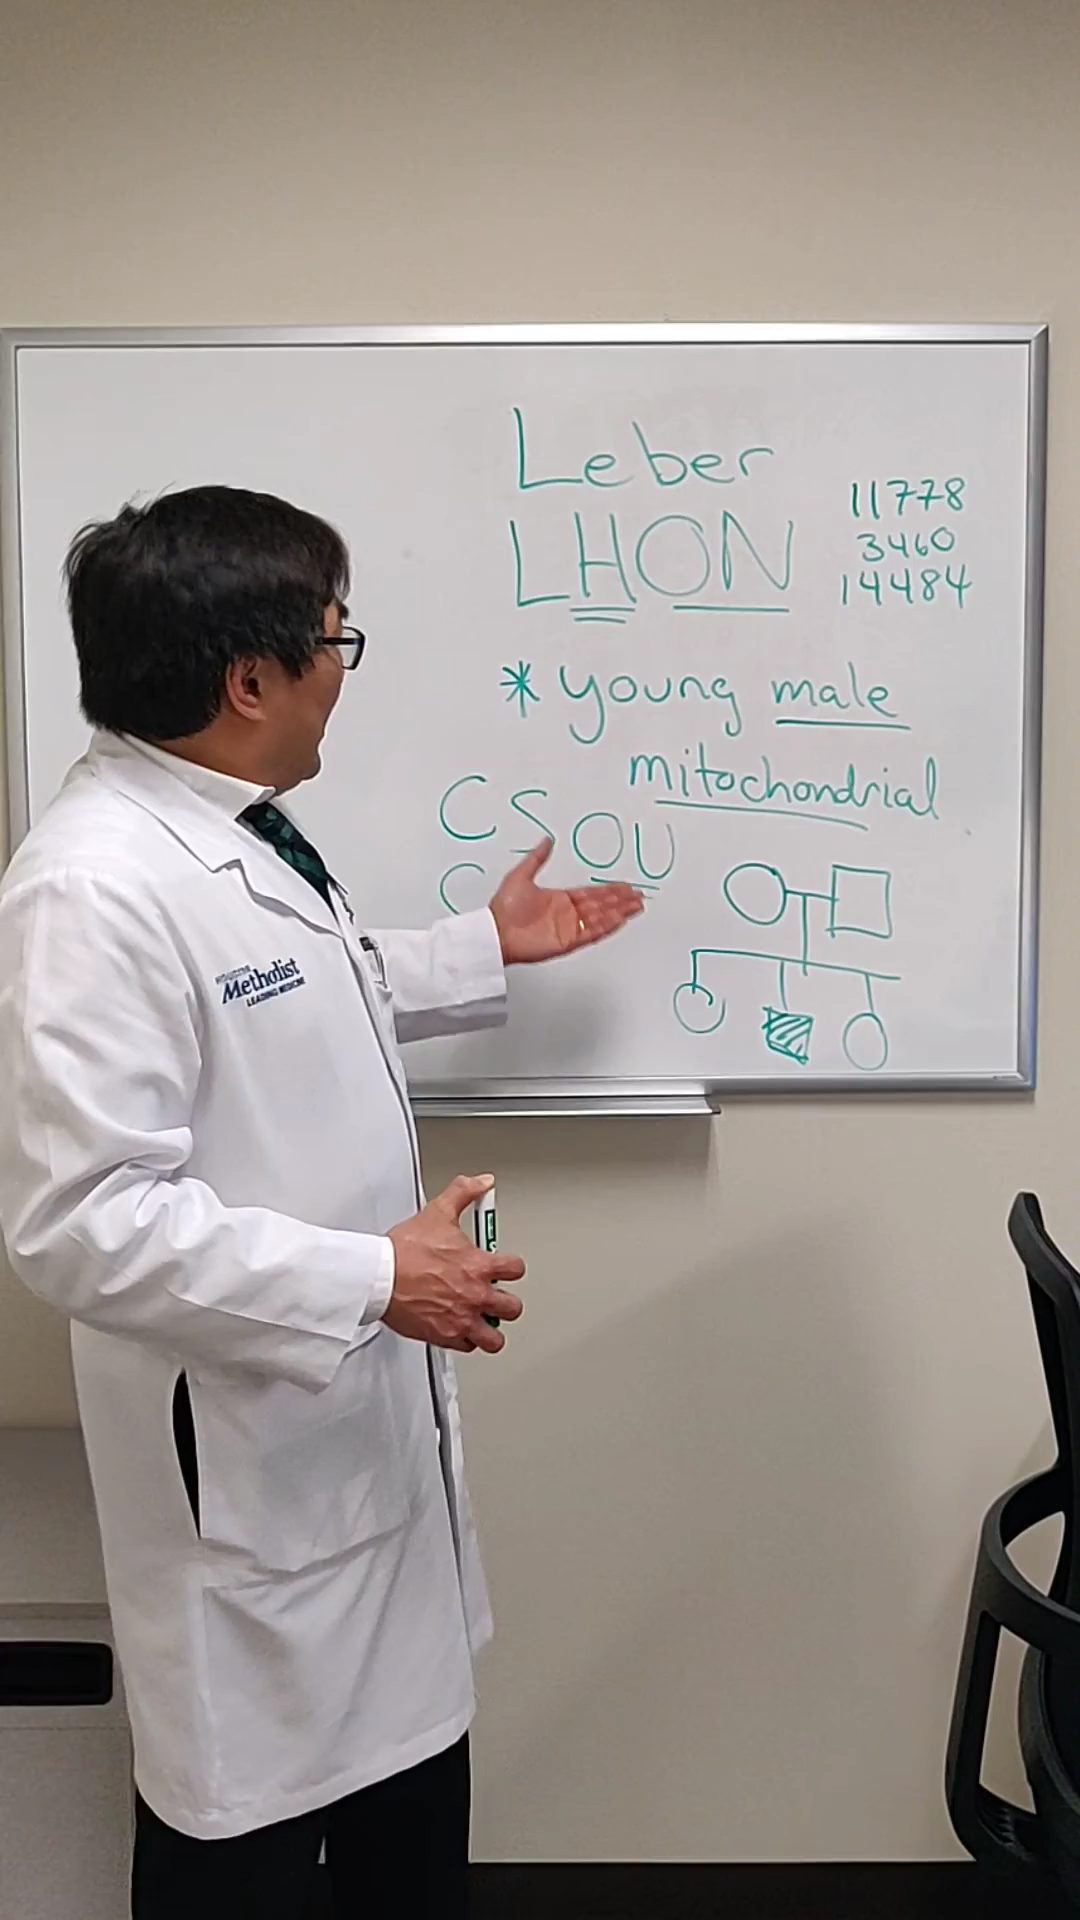 Leber
LHON
11778
3460
14484
* young male
mitochondrial
CS OU
C
Methodist
LEADING MEDICINE